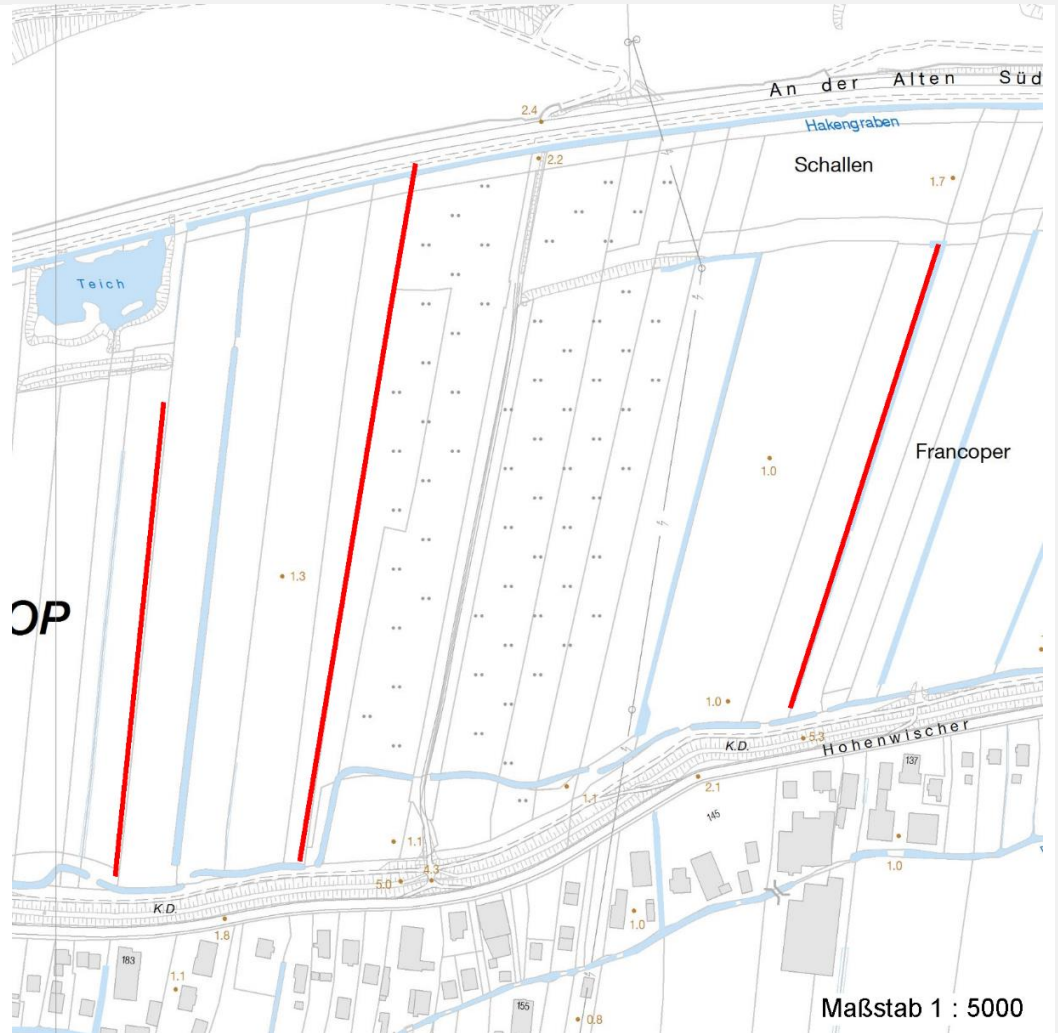 An der Alten Süd
2.4
Hakengraben
2.2
Schallen
1.7
Teich
Francoper
1.0
1.3
OP
1.0
5.3
K.D.
Hohenwischer
137
2.1
1.1
145
1.1
1.0
4.3
5.0
K.D.
1.0
1.8
183
1.1
155
0.8
Maßstab 1 : 5000